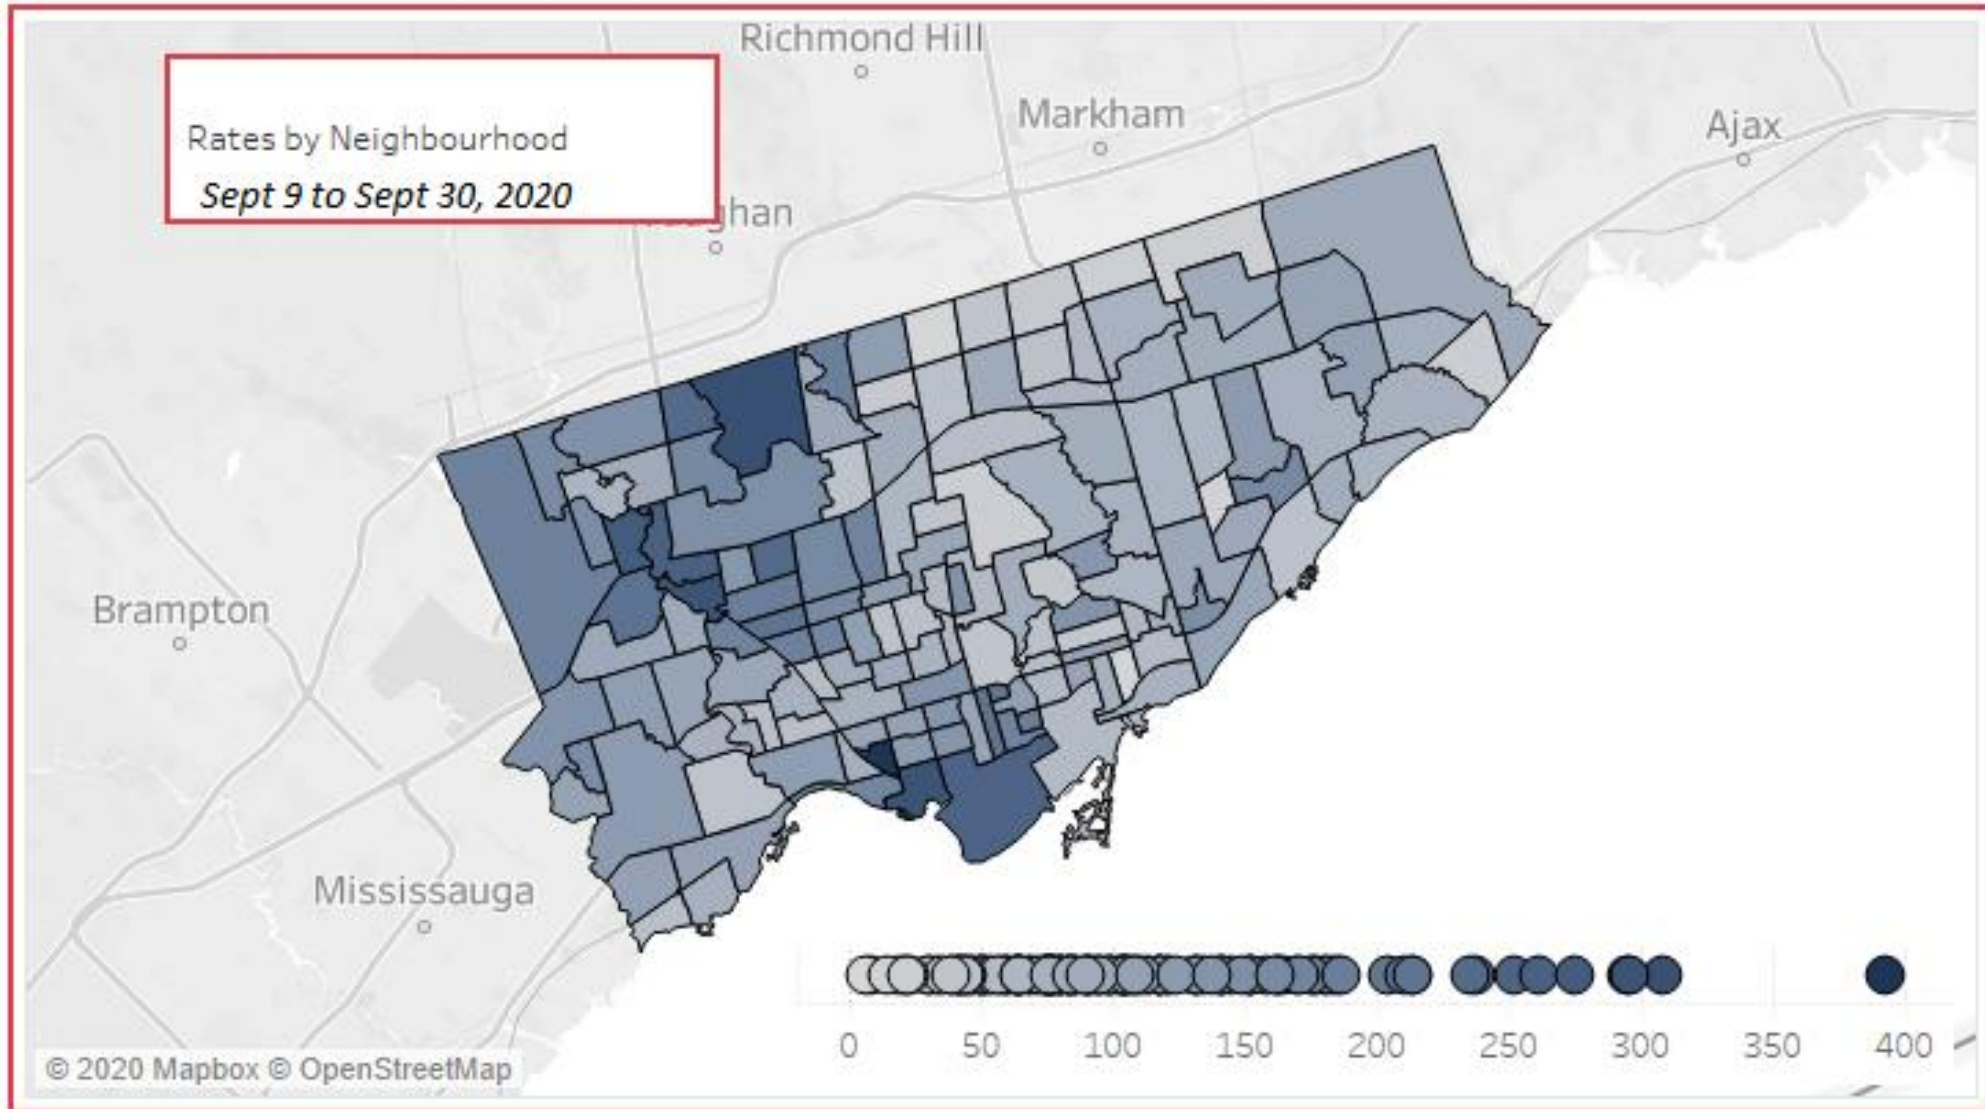 Richmond Hill
Markham
Ajax
Rates by Neighbourhood
Sept 9 to Sept 30, 2020
Brampton
Mississauga
0 50 100 150 200 250 300 350 400
© 2020 Mapbox © OpenStreetMap